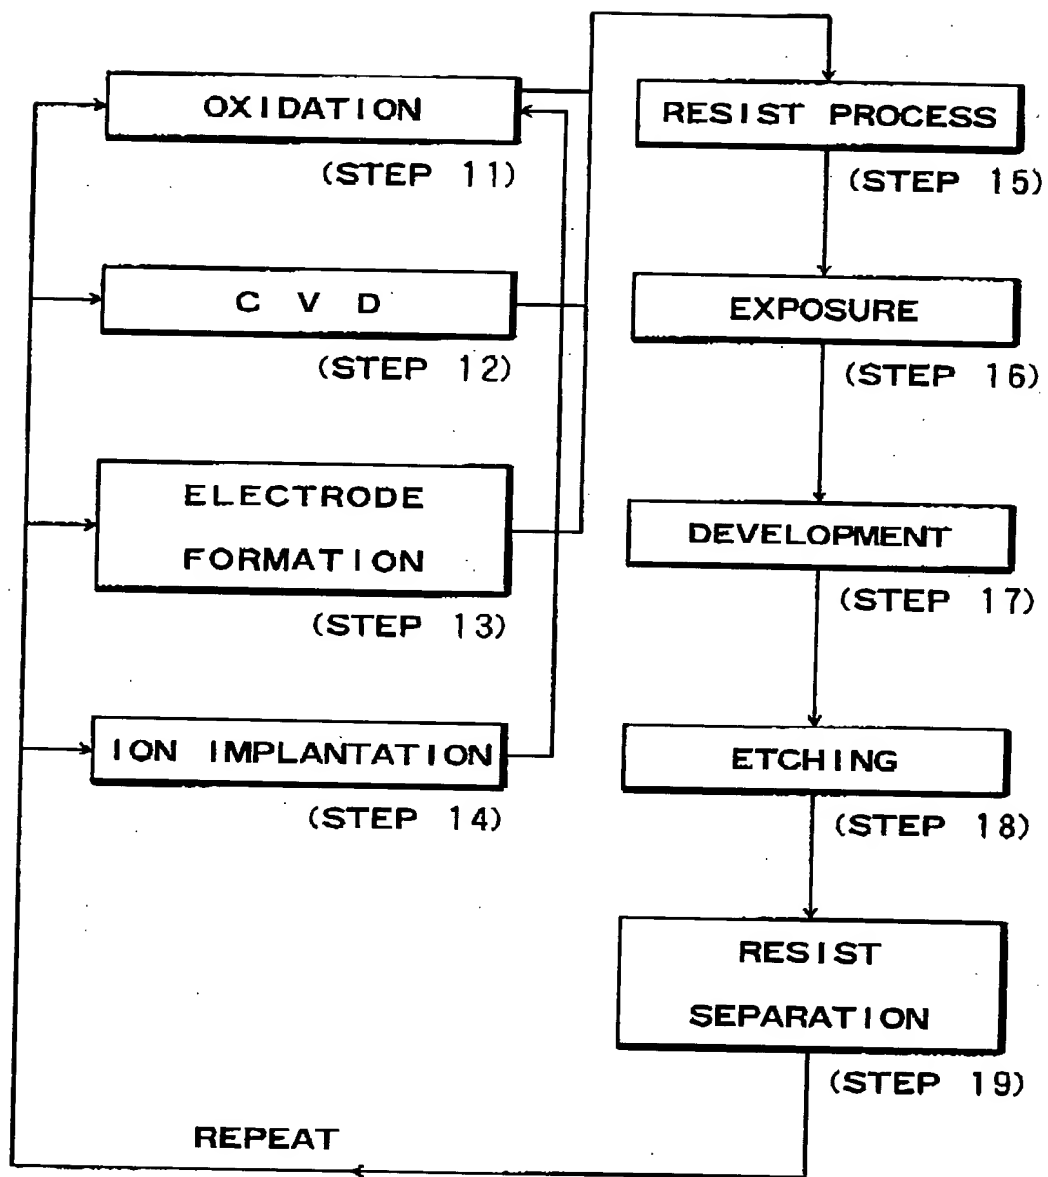 OXIDATION
(STEP 11)
C V D
(STEP 12)
ELECTRODE
FORMATION
(STEP 13)
ION IMPLANTATION
(STEP 14)
RESIST PROCESS
(STEP 15)
EXPOSURE
(STEP 16)
DEVELOPMENT
(STEP 17)
ETCHING
(STEP 18)
RESIST
SEPARATION
(STEP 19)
REPEAT